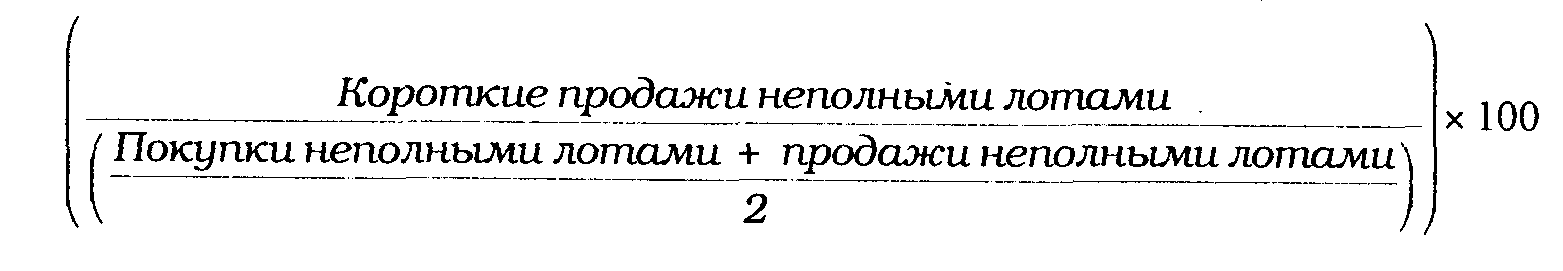 Короткие продажи неполными лотами
× 100
Покупки неполными лотами + продажи неполными лотами
2